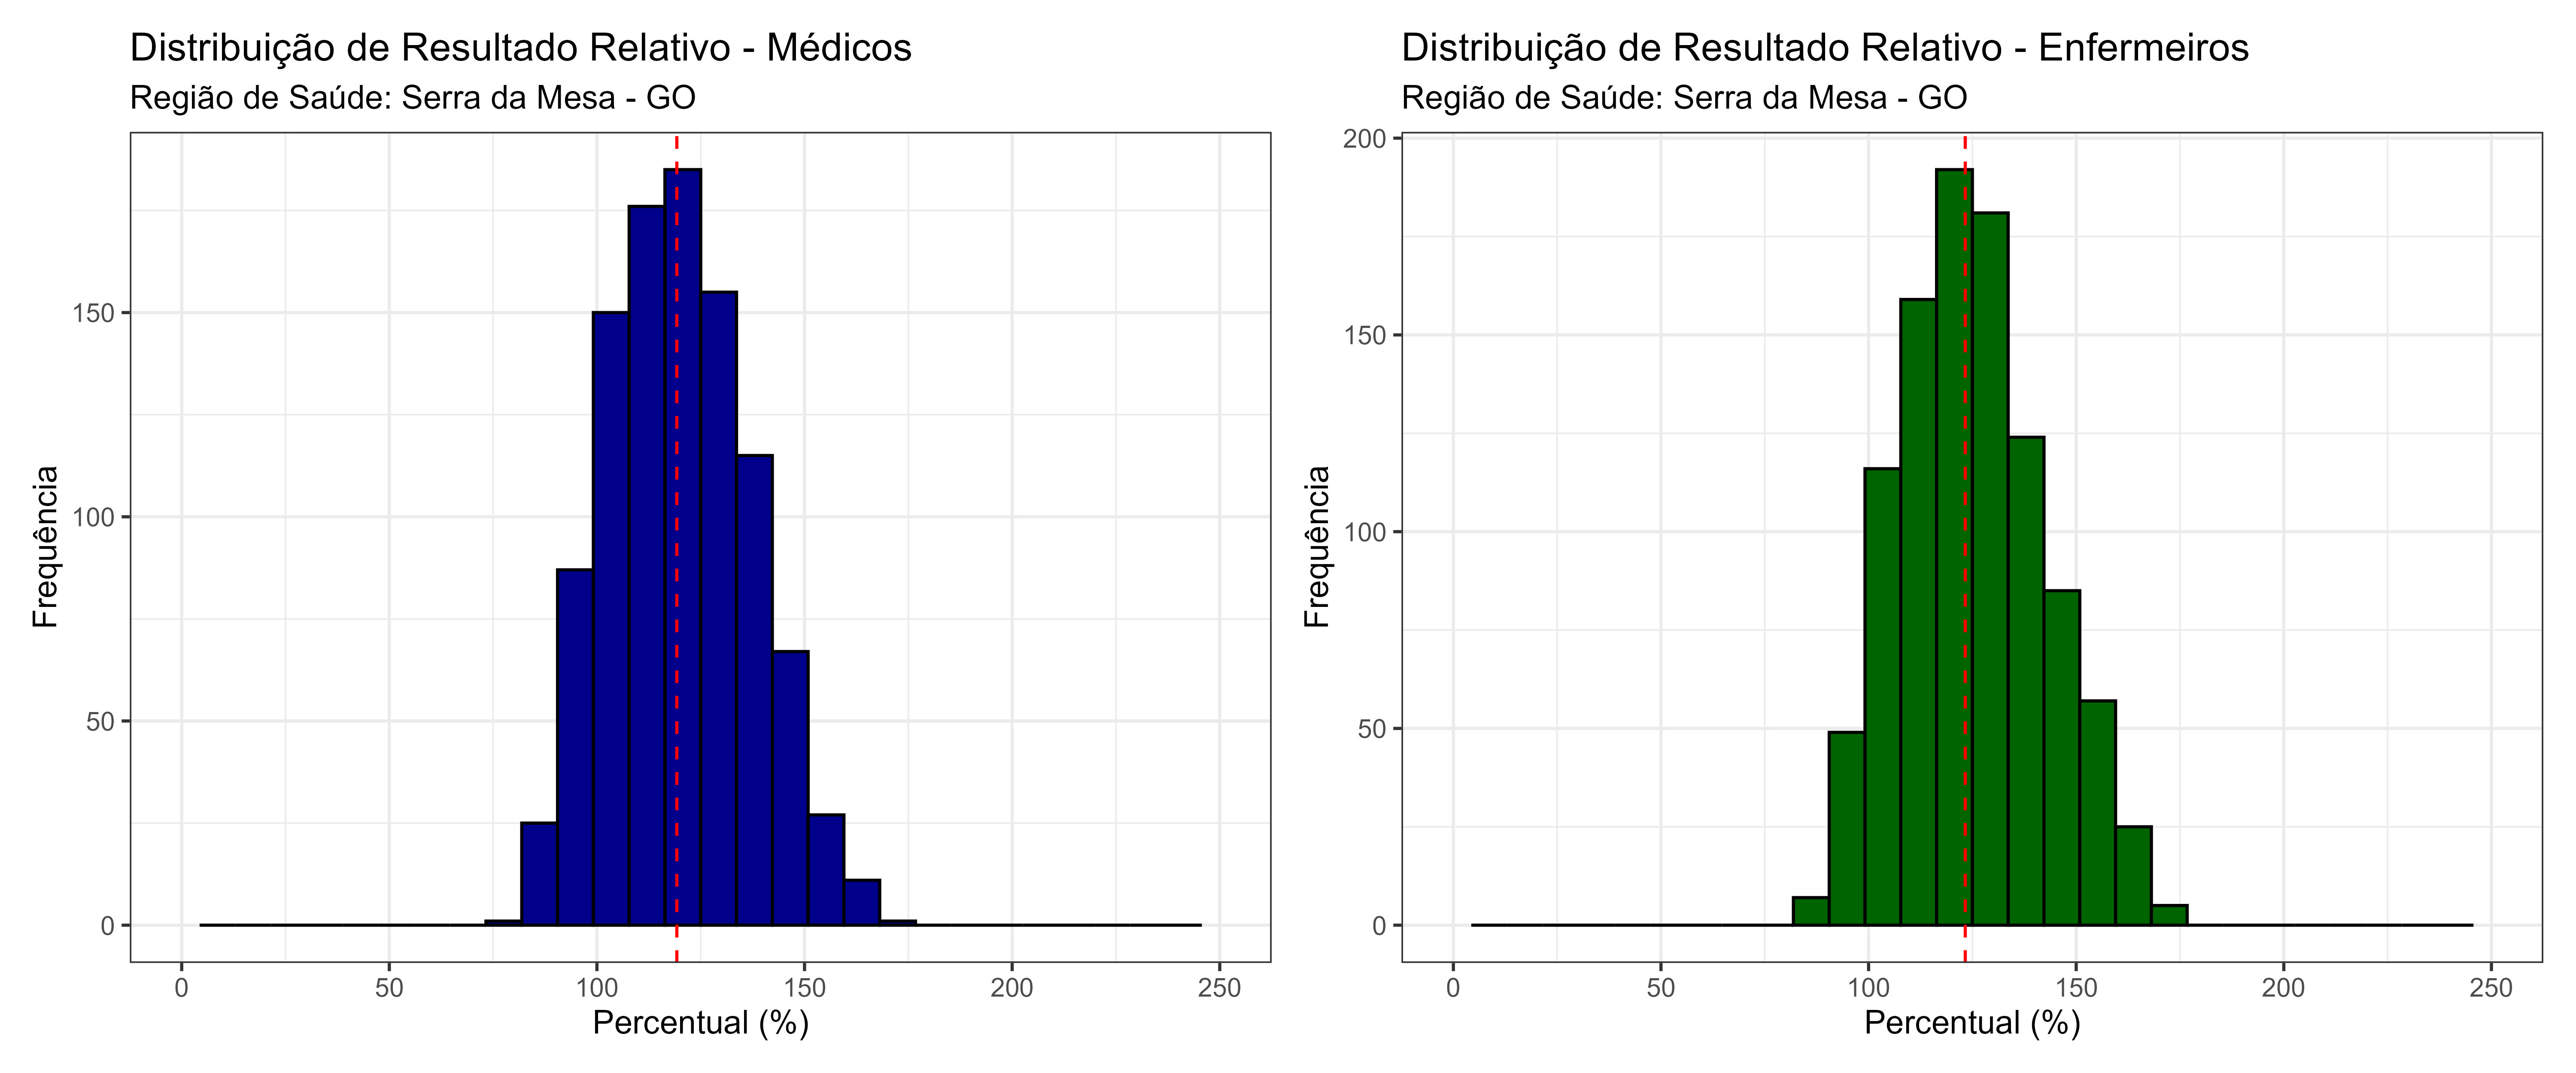 Distribuição de Resultado Relativo - Médicos
Região de Saúde: Serra da Mesa - GO
Frequência
150
100
50
0
0 50 100 150 200 250
Percentual (%)
Distribuição de Resultado Relativo - Enfermeiros
Região de Saúde: Serra da Mesa - GO
Frequência
200
150
100
50
0
0 50 100 150 200 250
Percentual (%)